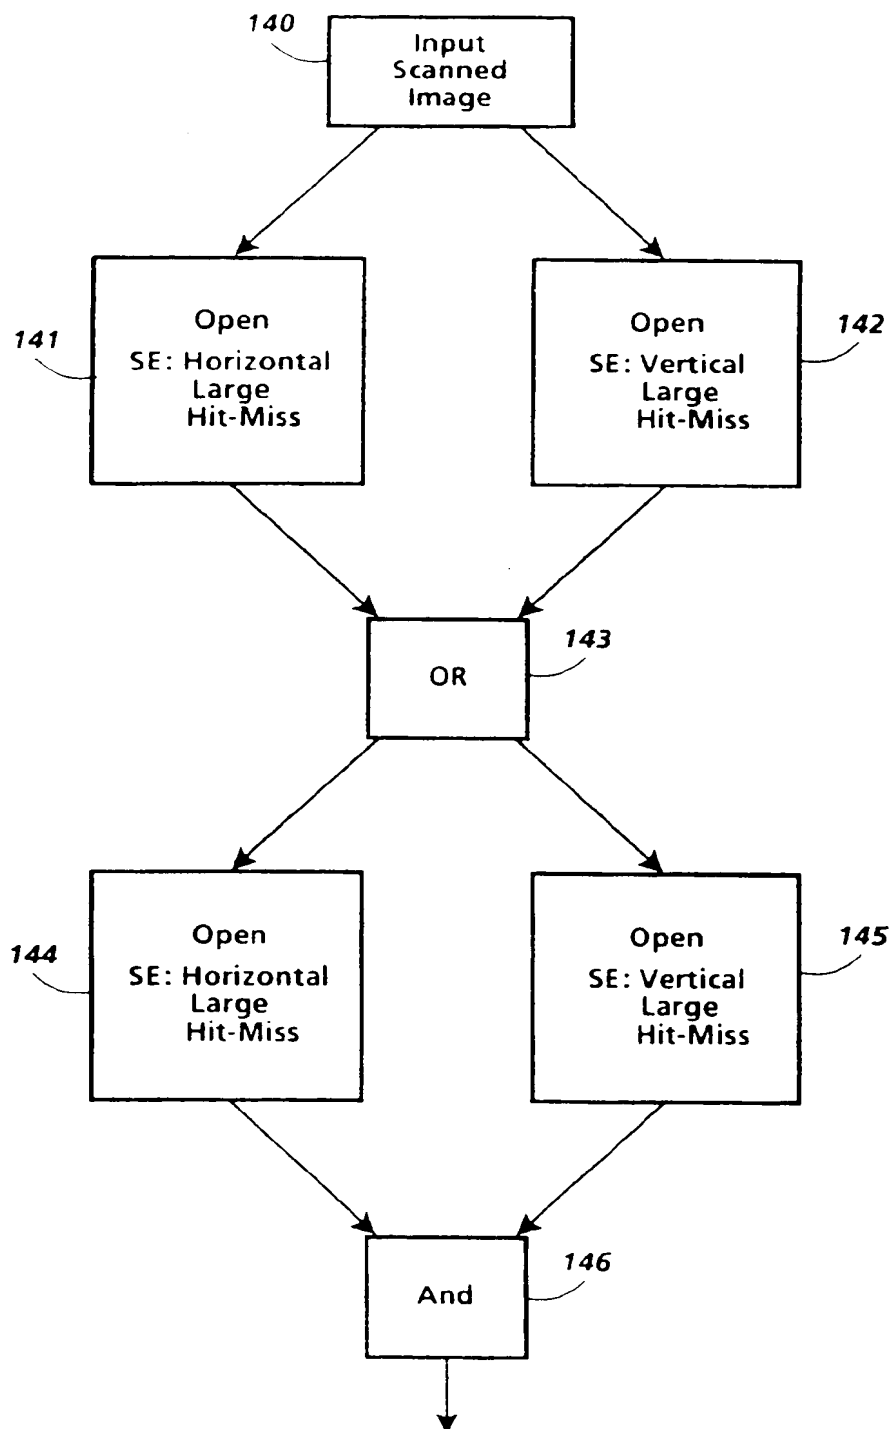 140
Input
Scanned
Image
141
Open
SE: Horizontal
Large
Hit-Miss
Open
SE: Vertical
Large
Hit-Miss
142
OR
143
144
Open
SE: Horizontal
Large
Hit-Miss
Open
SE: Vertical
Large
Hit-Miss
145
And
146